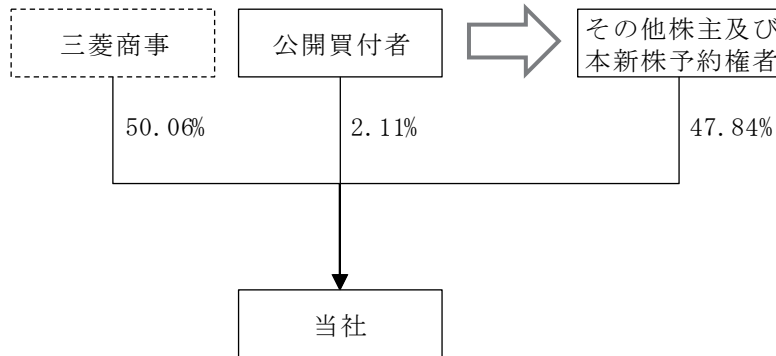 三菱商事
公開買付者
その他株主及び
本新株予約権者
50.06%
2.11%
47.84%
当社